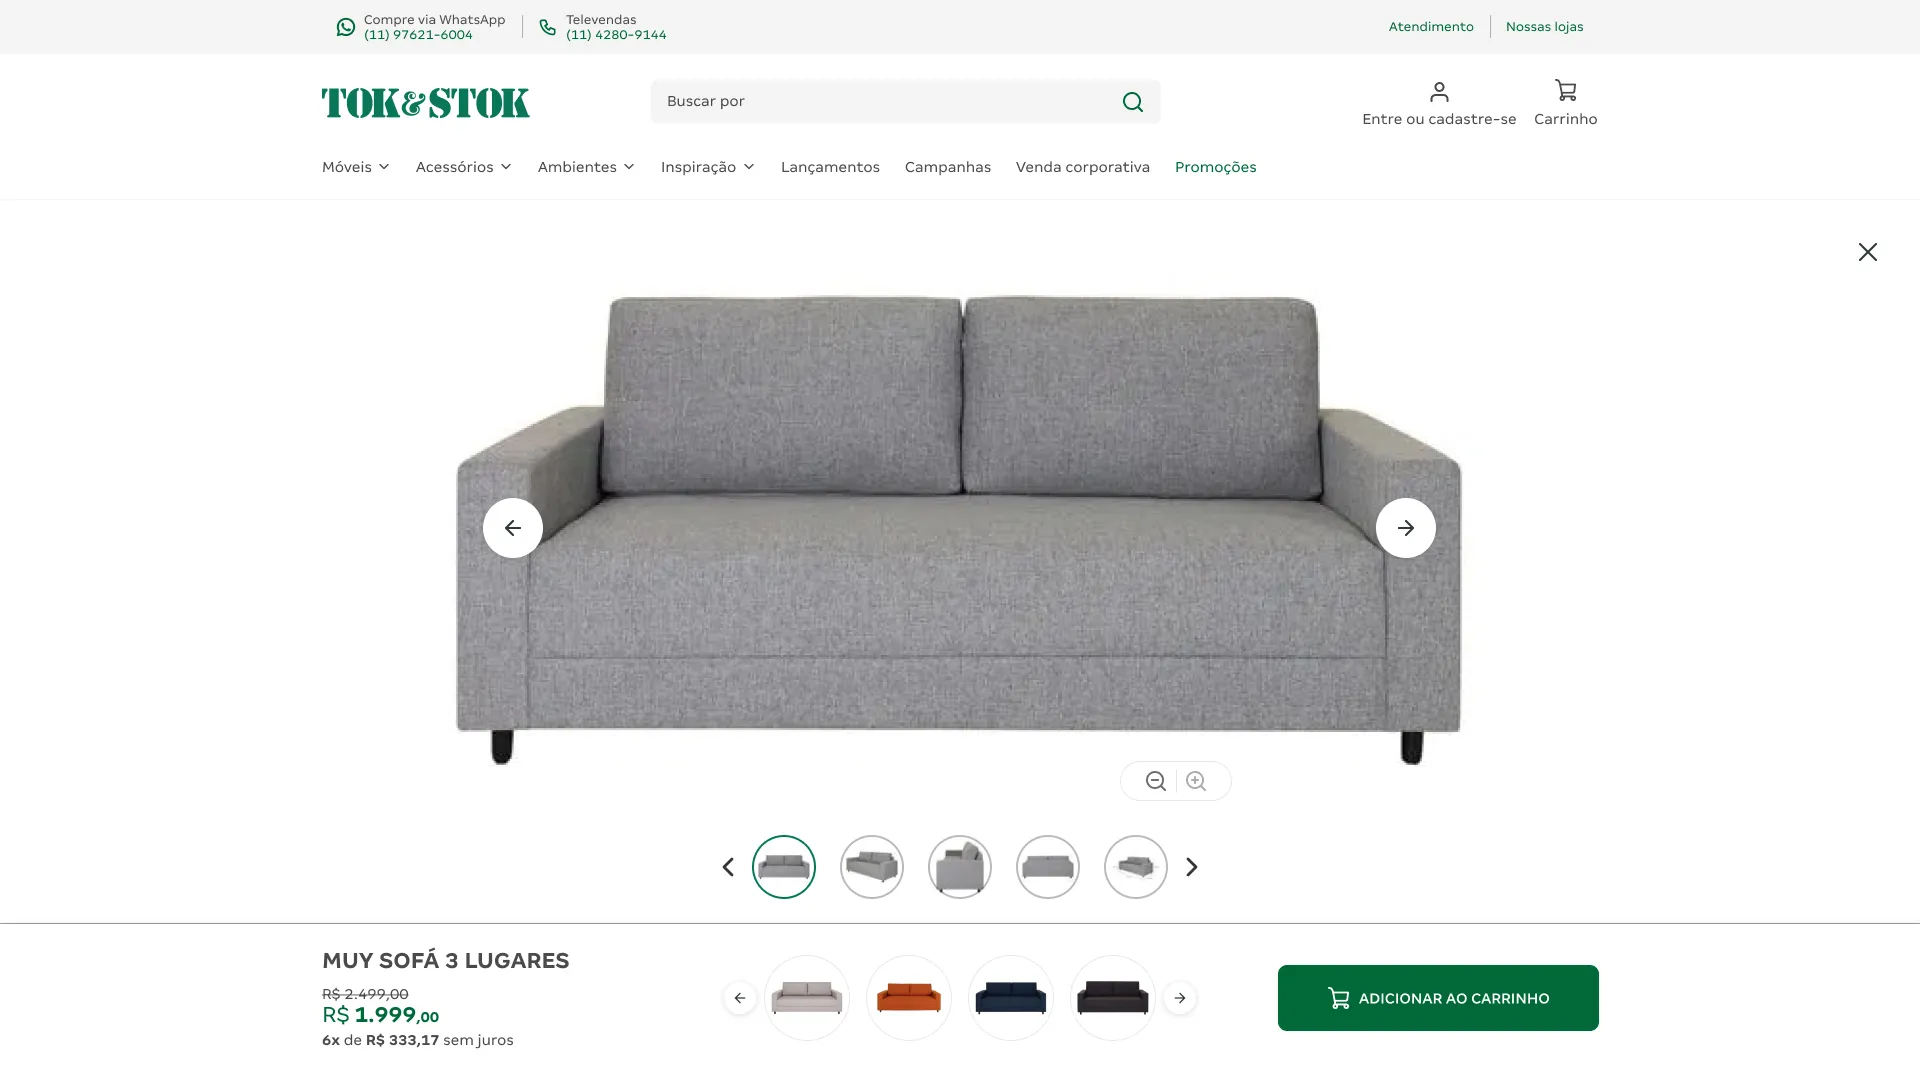 Compre via WhatsApp
(11) 97621-6004
Televendas
(11) 4280-9144
Atendimento
Nossas lojas
TOK&STOK
Buscar por
Entre ou cadastre-se
Carrinho
Móveis
Acessórios
Ambientes
Inspiração
Lançamentos
Campanhas
Venda corporativa
Promoções
MUY SOFÁ 3 LUGARES
R$ 2.499,00
R$ 1.999,00
6x de R$ 333,17 sem juros
ADICIONAR AO CARRINHO